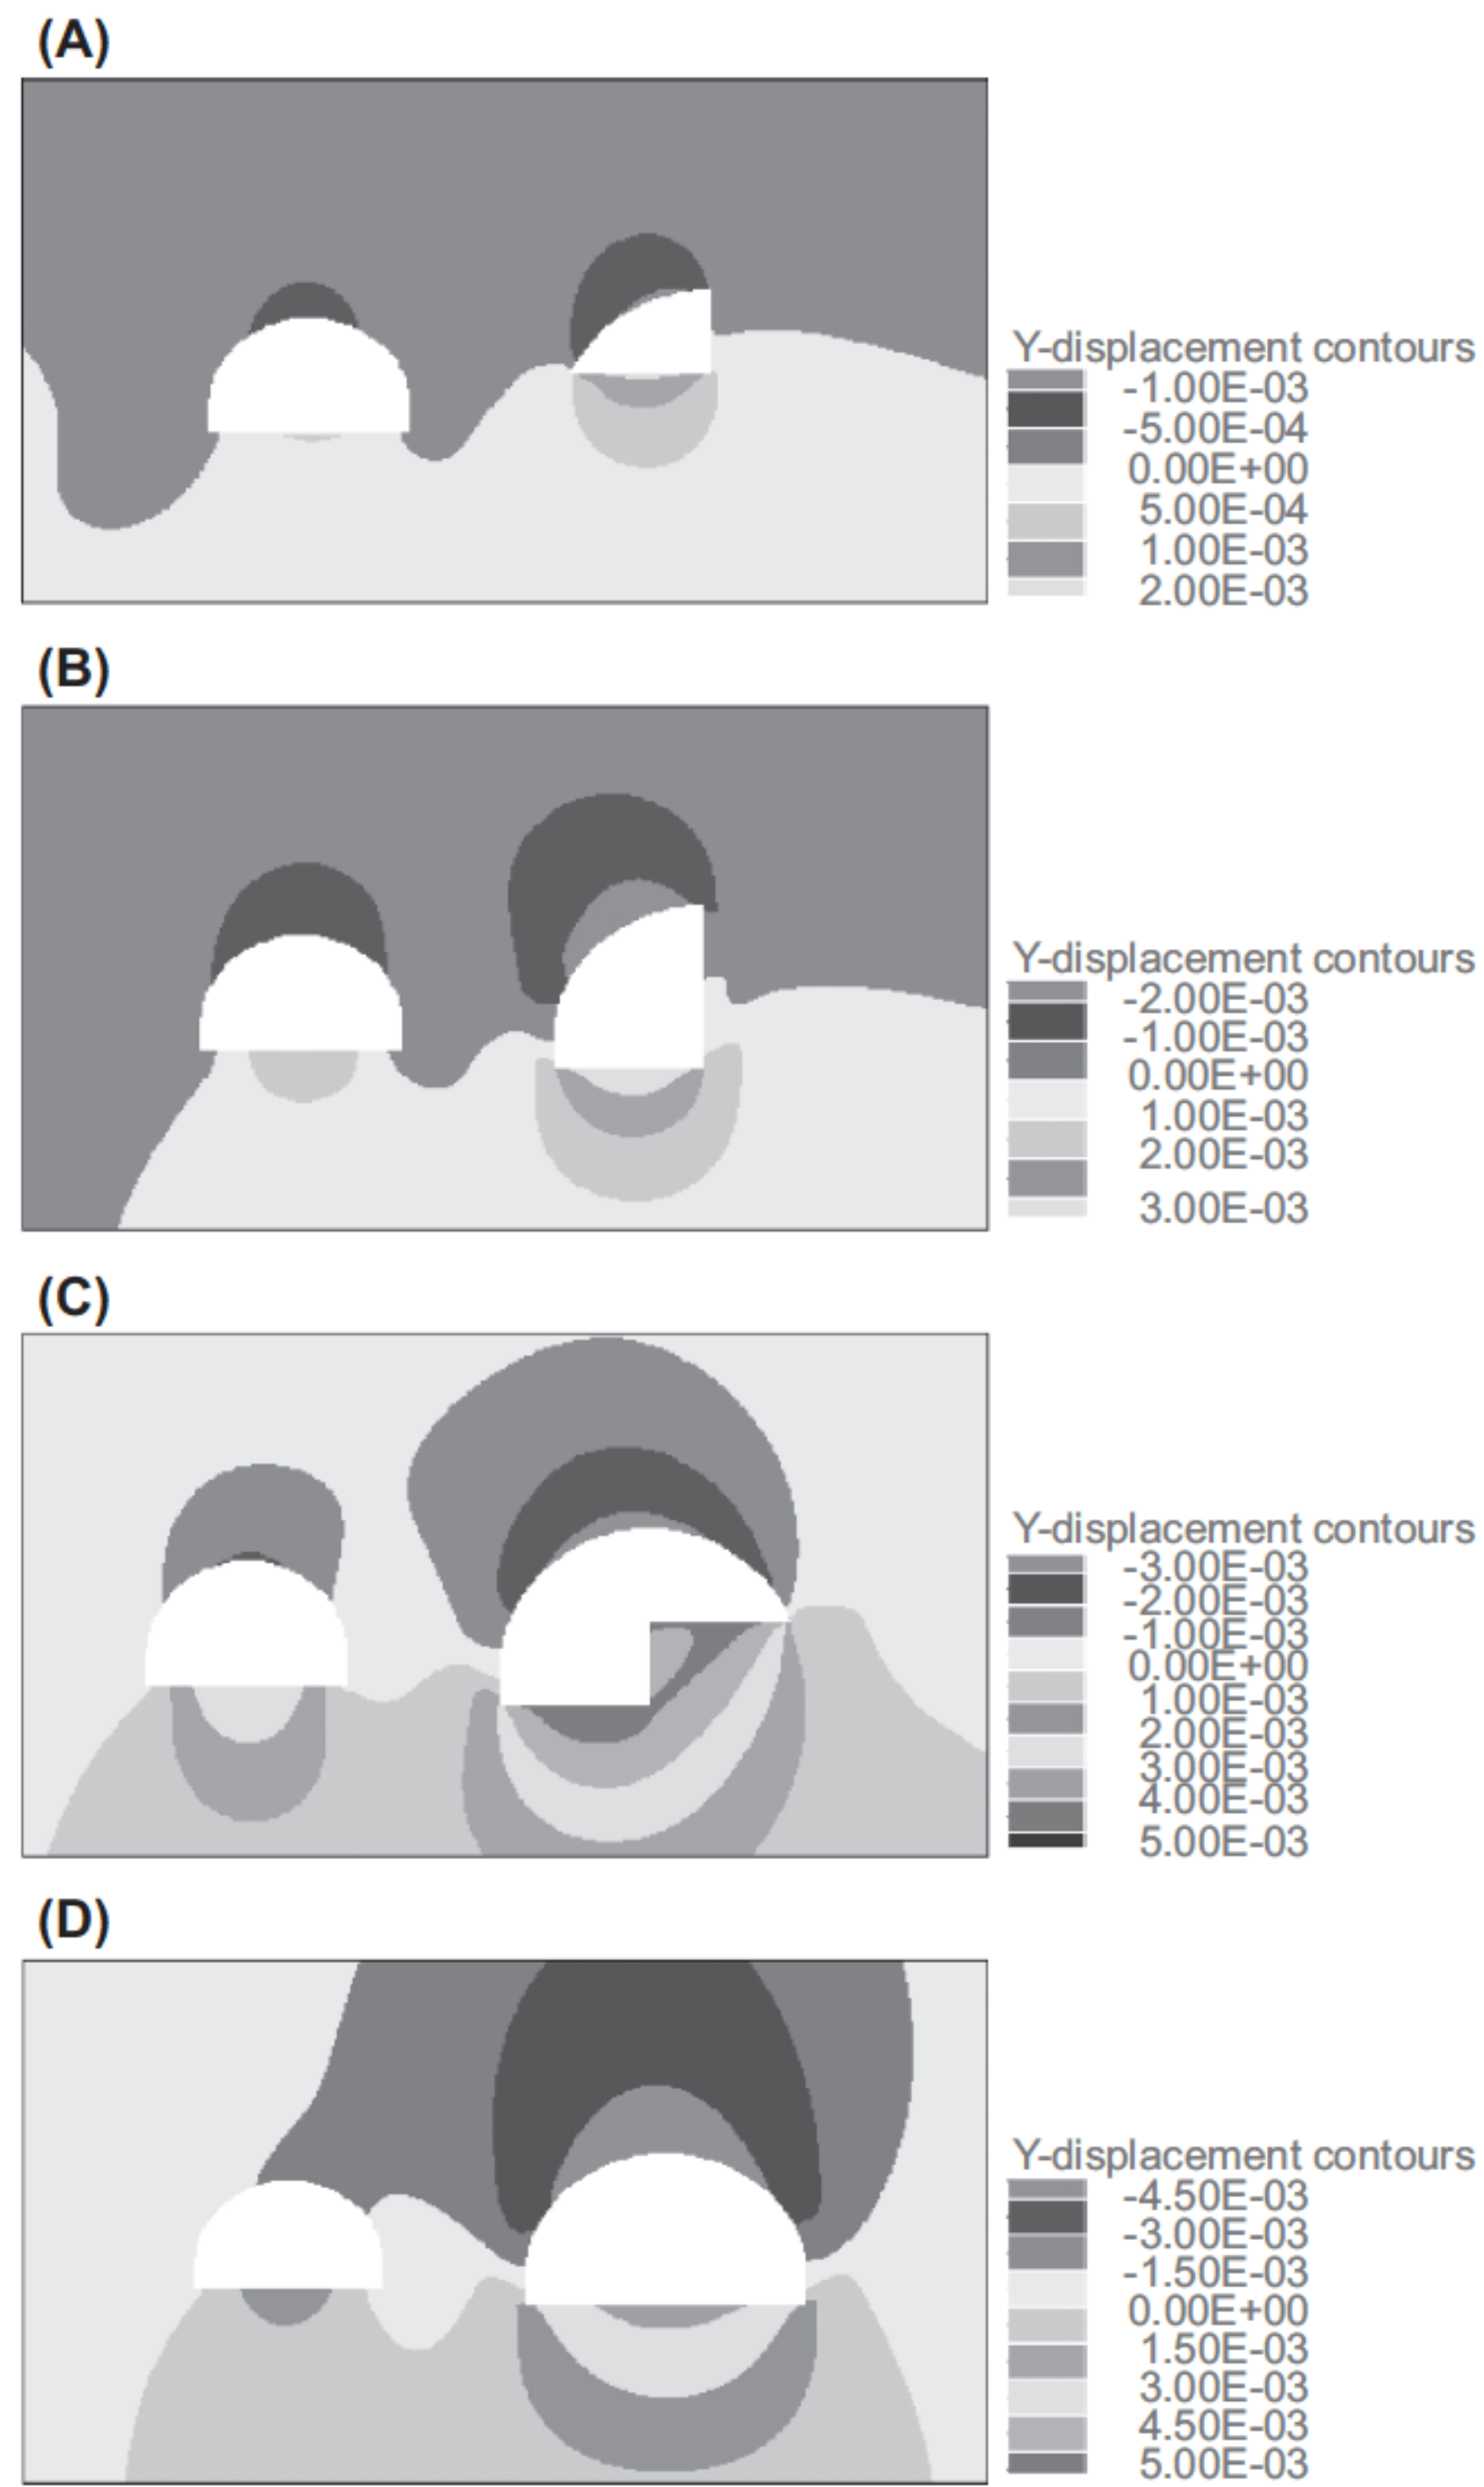 (A)
Y-displacement contours
-1.00E-03
-5.00E-04
0.00E+00
5.00E-04
1.00E-03
2.00E-03
(B)
Y-displacement contours
-2.00E-03
-1.00E-03
0.00E+00
1.00E-03
2.00E-03
3.00E-03
(C)
Y-displacement contours
-3.00E-03
-2.00E-03
-1.00E-03
0.00E+00
1.00E-03
2.00E-03
3.00E-03
4.00E-03
5.00E-03
(D)
Y-displacement contours
-4.50E-03
-3.00E-03
-1.50E-03
0.00E+00
1.50E-03
3.00E-03
4.50E-03
5.00E-03